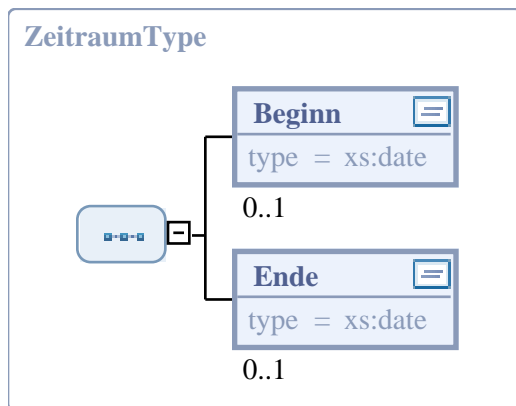 ZeitraumType
Beginn
type = xs:date
0..1
Ende
type = xs:date
0..1